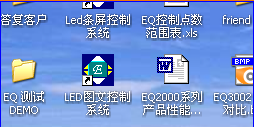 答复客户
Led条屏控制
系统
EQ控制点数
范围表.xls
friend
EQ 测试
DEMO
LED图文控制
系统
EQ2000系列
产品性能...
BMP
EQ3002
对比.b